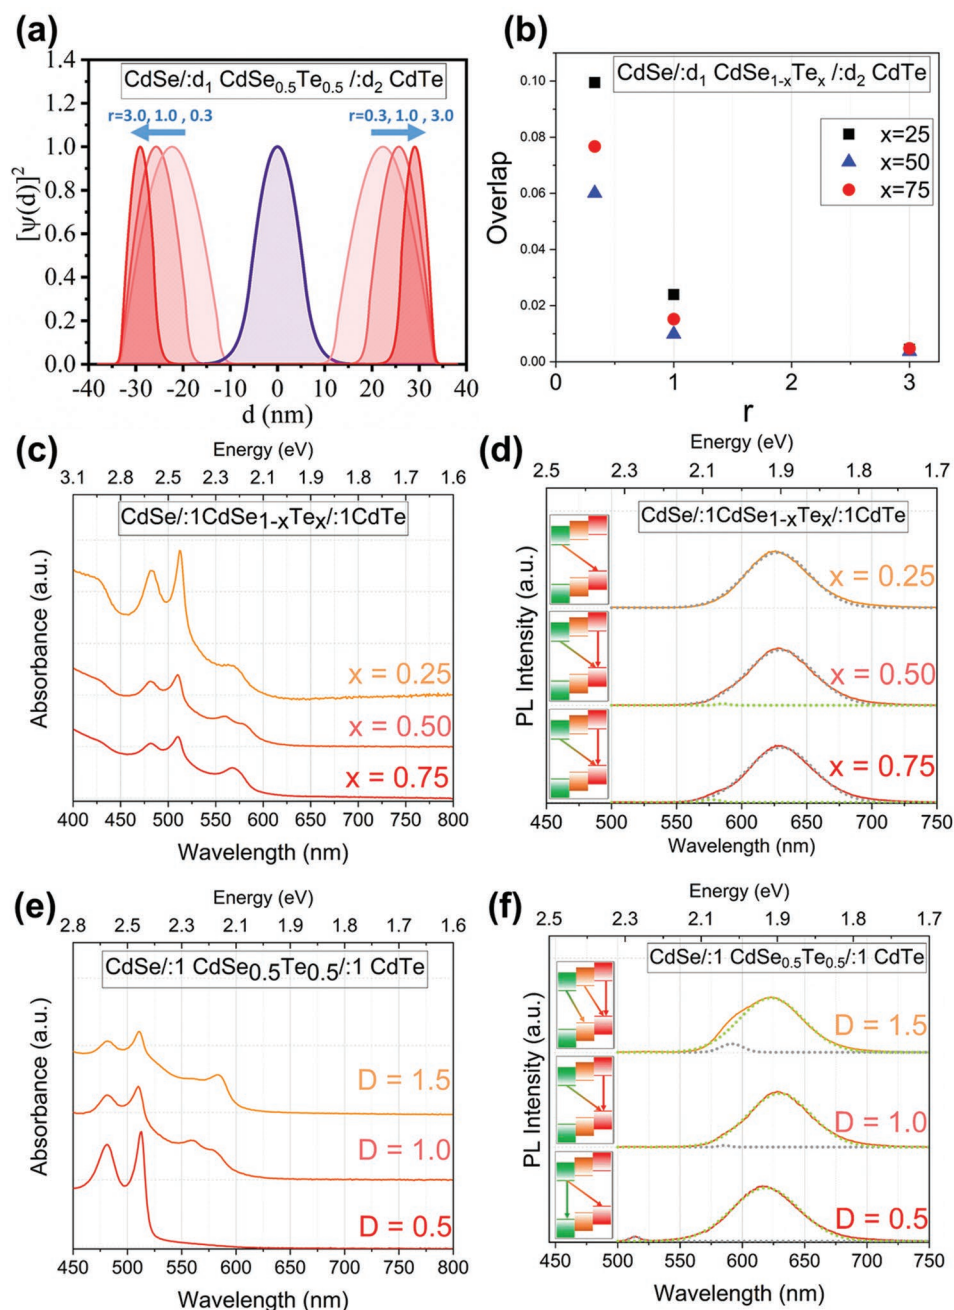 (a)
CdSe/:d₁ CdSe₀.₅Te₀.₅ /:d₂ CdTe
r=3.0, 1.0 , 0.3
r=0.3, 1.0 , 3.0
[ψ(d)]²
1.4
1.2
1.0
0.8
0.6
0.4
0.2
0.0
-40 -30 -20 -10 0 10 20 30 40
d (nm)
(b)
CdSe/:d₁ CdSe₁₋ₓTeₓ /:d₂ CdTe
x=25
x=50
x=75
Overlap
0.10
0.08
0.06
0.04
0.02
0.00
0 1 2 3
r
(c)
Energy (eV)
3.1 2.8 2.6 2.4 2.2 2.1 1.9 1.8 1.7 1.6
CdSe/:1CdSe₁₋ₓTeₓ/:1CdTe
Absorbance (a.u.)
x = 0.25
x = 0.50
x = 0.75
400 450 500 550 600 650 700 750 800
Wavelength (nm)
(d)
Energy (eV)
2.5 2.3 2.1 1.9 1.8 1.7
CdSe/:1CdSe₁₋ₓTeₓ/:1CdTe
PL Intensity (a.u.)
x = 0.25
x = 0.50
x = 0.75
450 500 550 600 650 700 750
Wavelength (nm)
(e)
Energy (eV)
2.8 2.5 2.3 2.1 1.9 1.8 1.7 1.6
CdSe/:1 CdSe₀.₅Te₀.₅/:1 CdTe
Absorbance (a.u.)
D = 1.5
D = 1.0
D = 0.5
450 500 550 600 650 700 750 800
Wavelength (nm)
(f)
Energy (eV)
2.5 2.3 2.1 1.9 1.8 1.7
CdSe/:1 CdSe₀.₅Te₀.₅/:1 CdTe
PL Intensity (a.u.)
D = 1.5
D = 1.0
D = 0.5
450 500 550 600 650 700 750
Wavelength (nm)